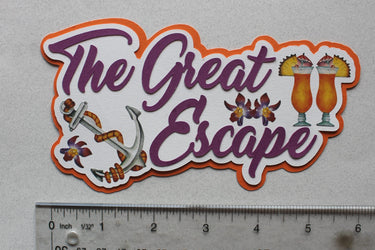 The Great
Escape
0 Inch 1/32" 1 2 3 4 5 6